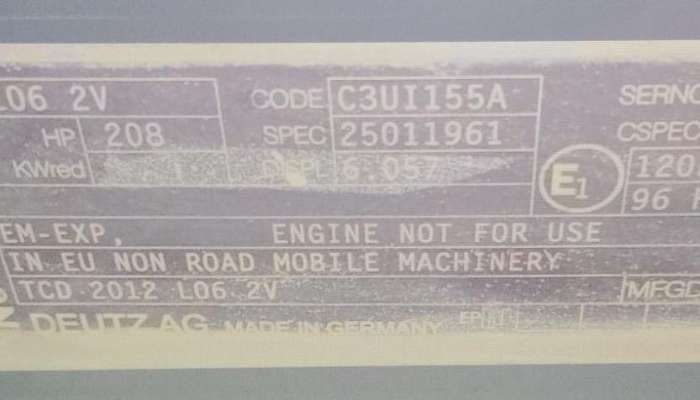 L06 2V CODE C3UI155A SERNO
HP 208 SPEC 25011961 CSPEC
KWred DSPL 6.057 E1 120
96 R
EM-EXP, ENGINE NOT FOR USE
IN EU NON ROAD MOBILE MACHINERY
TCD 2012 L06 2V MFGD
DEUTZ AG MADE IN GERMANY